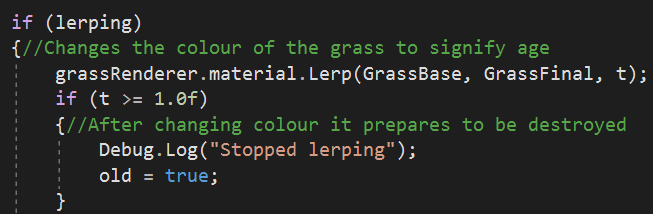 if (lerping)
{//Changes the colour of the grass to signify age
grassRenderer.material.Lerp(GrassBase, GrassFinal, t);
if (t >= 1.0f)
{//After changing colour it prepares to be destroyed
Debug.Log("Stopped lerping");
old = true;
}